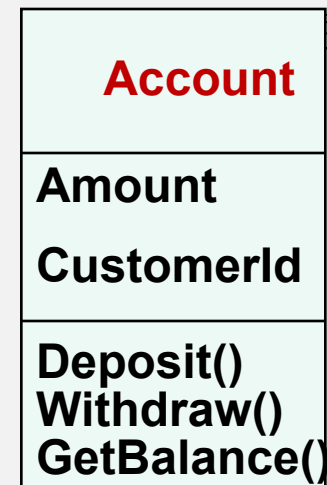 Account
Amount
CustomerId
Deposit()
Withdraw()
GetBalance()